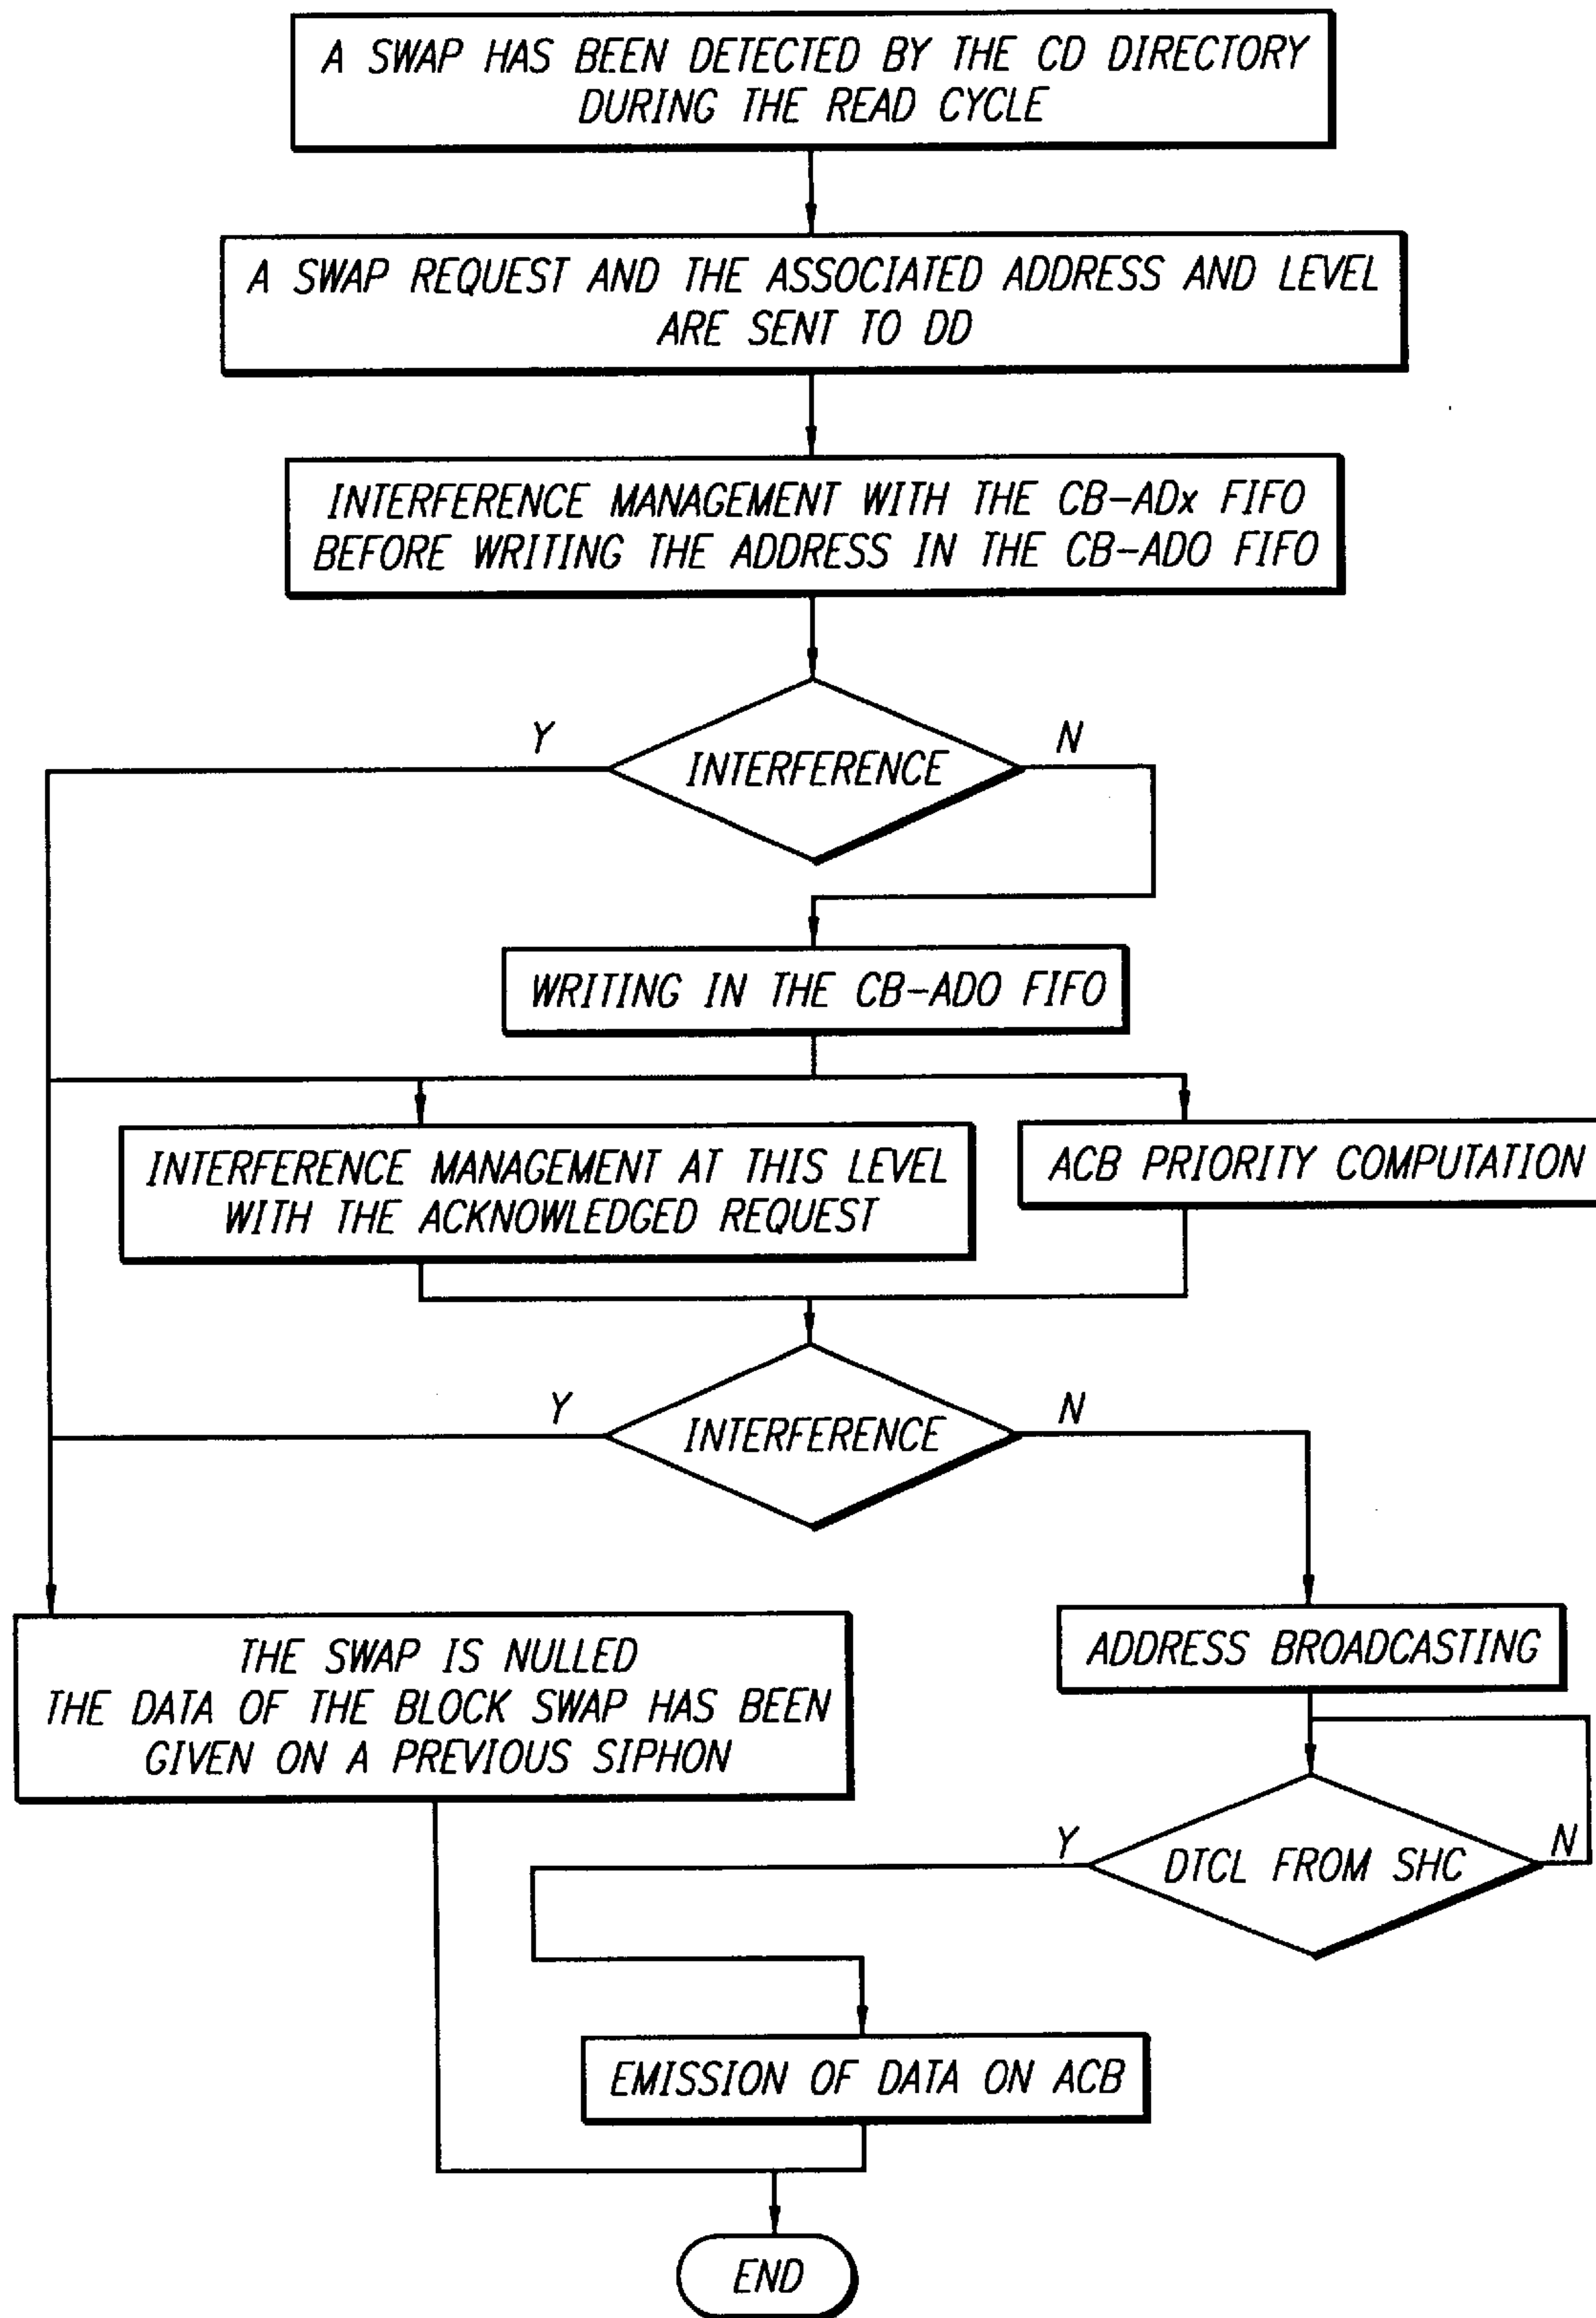 A SWAP HAS BEEN DETECTED BY THE CD DIRECTORY
DURING THE READ CYCLE
A SWAP REQUEST AND THE ASSOCIATED ADDRESS AND LEVEL
ARE SENT TO DD
INTERFERENCE MANAGEMENT WITH THE CB-ADx FIFO
BEFORE WRITING THE ADDRESS IN THE CB-ADO FIFO
Y
N
INTERFERENCE
WRITING IN THE CB-ADO FIFO
INTERFERENCE MANAGEMENT AT THIS LEVEL
WITH THE ACKNOWLEDGED REQUEST
ACB PRIORITY COMPUTATION
Y
N
INTERFERENCE
THE SWAP IS NULLED
THE DATA OF THE BLOCK SWAP HAS BEEN
GIVEN ON A PREVIOUS SIPHON
ADDRESS BROADCASTING
Y
DTCL FROM SHC
N
EMISSION OF DATA ON ACB
END